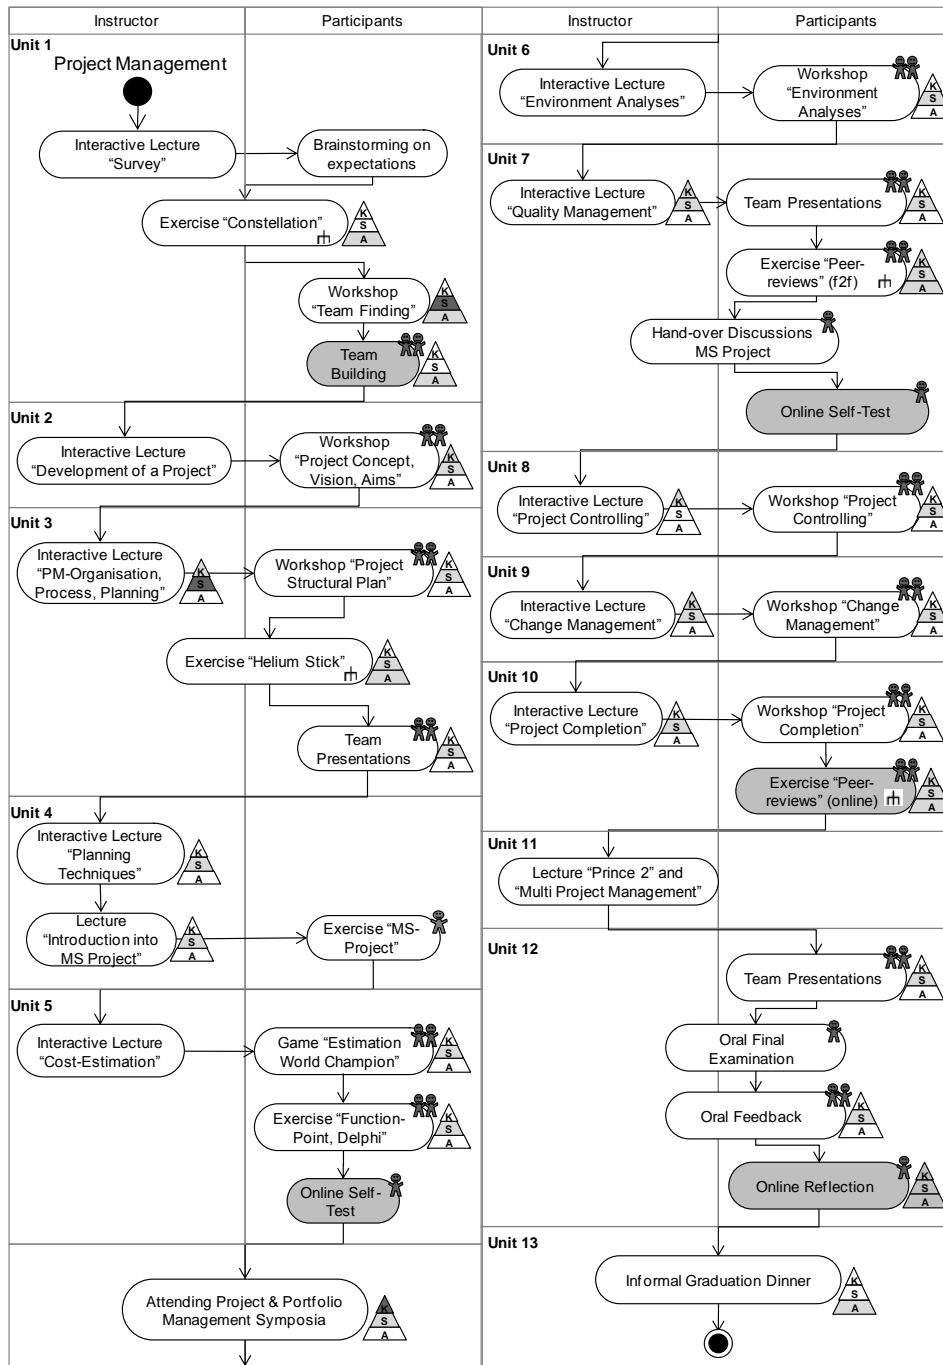 Instructor
Participants
Unit 1
Project Management
Interactive Lecture
“Survey”
Brainstorming on
expectations
Exercise “Constellation”
K
S
A
Workshop
“Team Finding”
K
S
A
Team
Building
K
S
A
Unit 2
Interactive Lecture
“Development of a Project”
Workshop
“Project Concept,
Vision, Aims”
K
S
A
Unit 3
Interactive Lecture
“PM-Organisation,
Process, Planning”
K
S
A
Workshop “Project
Structural Plan”
K
S
A
Exercise “Helium Stick”
K
S
A
Team
Presentations
K
S
A
Unit 4
Interactive Lecture
“Planning
Techniques”
K
S
A
Lecture
“Introduction into
MS Project”
K
S
A
Exercise “MS-
Project”
Unit 5
Interactive Lecture
“Cost-Estimation”
Game “Estimation
World Champion”
K
S
A
Exercise “Function-
Point, Delphi”
K
S
A
Online Self-
Test
Attending Project & Portfolio
Management Symposia
K
S
A
Instructor
Participants
Unit 6
Interactive Lecture
“Environment Analyses”
Workshop
“Environment
Analyses”
K
S
A
Unit 7
Interactive Lecture
“Quality Management”
K
S
A
Team Presentations
K
S
A
Exercise “Peer-
reviews” (f2f)
K
S
A
Hand-over Discussions
MS Project
Online Self-Test
Unit 8
Interactive Lecture
“Project Controlling”
K
S
A
Workshop “Project
Controlling”
K
S
A
Unit 9
Interactive Lecture
“Change Management”
K
S
A
Workshop “Change
Management”
K
S
A
Unit 10
Interactive Lecture
“Project Completion”
K
S
A
Workshop “Project
Completion”
K
S
A
Exercise “Peer-
reviews” (online)
K
S
A
Unit 11
Lecture “Prince 2” and
“Multi Project Management”
Unit 12
Team Presentations
K
S
A
Oral Final
Examination
Oral Feedback
K
S
A
Online Reflection
K
S
A
Unit 13
Informal Graduation Dinner
K
S
A